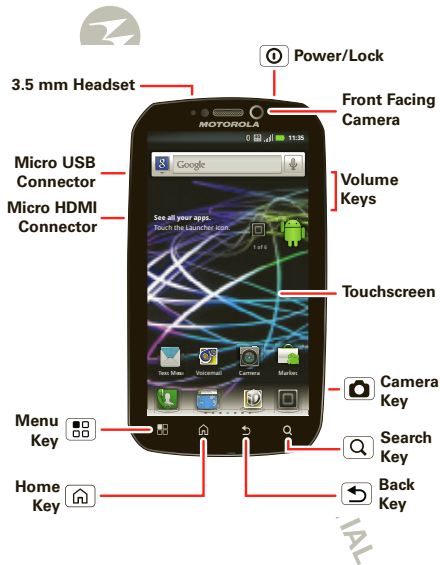 Power/Lock
3.5 mm Headset
Front Facing
Camera
MOTOROLA
11:35
Google
Micro USB
Connector
Volume
Keys
Micro HDMI
Connector
See all your apps.
Touch the Launcher icon.
1 of 6
Touchscreen
Text Mess
Voicemail
Camera
Market
Camera
Key
Menu
Key
Search
Key
Home
Key
Back
Key
IAL